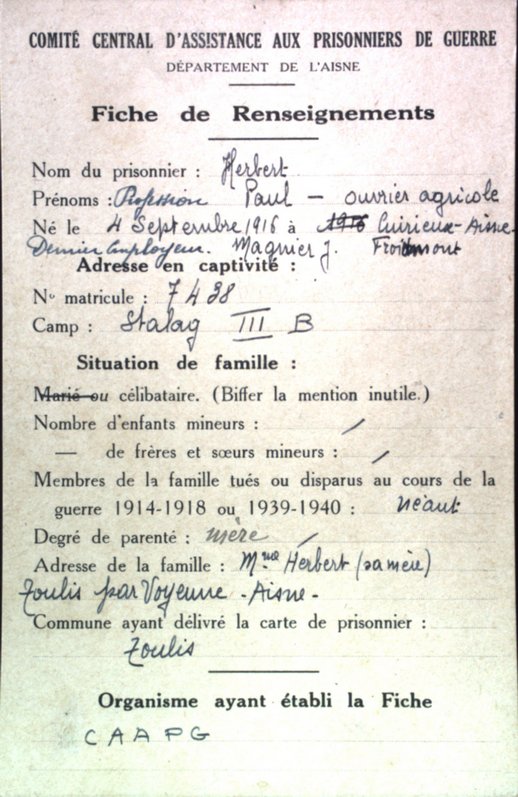 COMITÉ CENTRAL D'ASSISTANCE AUX PRISONNIERS DE GUERRE
DÉPARTEMENT DE L'AISNE
Fiche de Renseignements
Nom du prisonnier : Herbert
Prénoms : Profession Paul — ouvrier agricole
Né le 4 Septembre 1916 à 1916 Cuirieux-Aisne-
Dernier employeur. Magnier J. Froidmont
Adresse en captivité :
N° matricule : 7498
Camp : Stalag III B
Situation de famille :
Marié ou célibataire. (Biffer la mention inutile.)
Nombre d'enfants mineurs : /
— de frères et sœurs mineurs : /
Membres de la famille tués ou disparus au cours de la
guerre 1914-1918 ou 1939-1940 : Néant
Degré de parenté : mère /
Adresse de la famille : Mme Herbert (sa mère)
Toulis par Voyenne - Aisne -
Commune ayant délivré la carte de prisonnier :
Toulis
Organisme ayant établi la Fiche
CAAPG